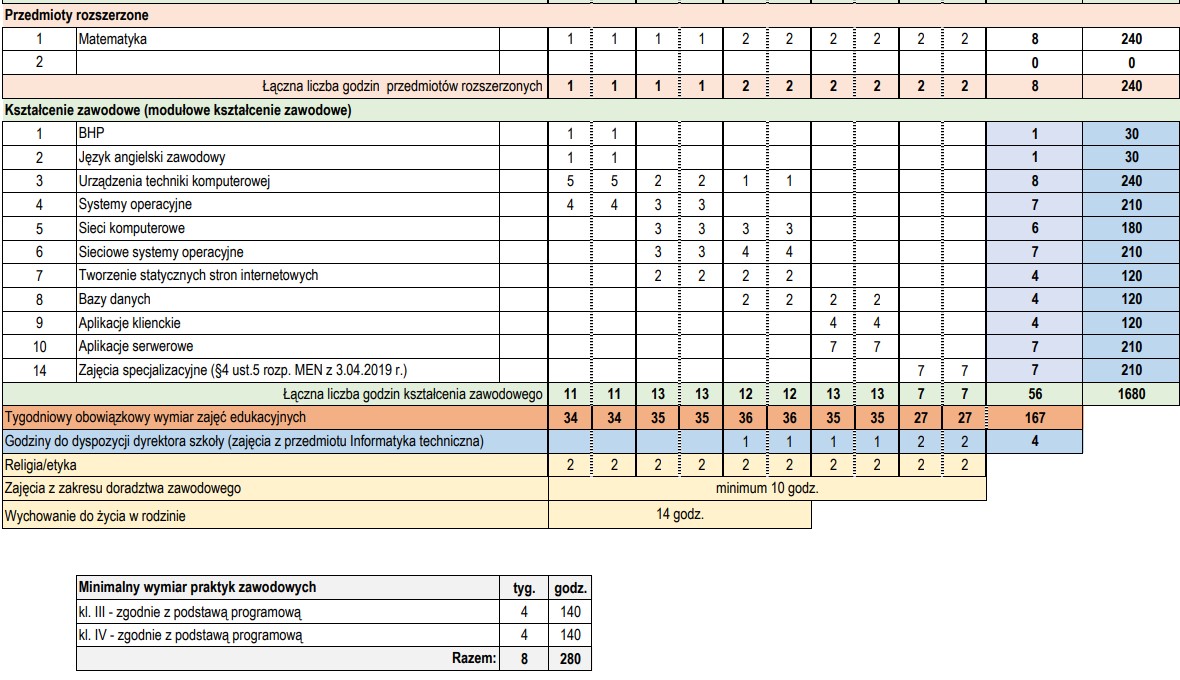 Przedmioty rozszerzone
1 Matematyka 1 1 1 1 2 2 2 2 2 2 8 240
2 0 0
Łączna liczba godzin przedmiotów rozszerzonych 1 1 1 1 2 2 2 2 2 2 8 240
Kształcenie zawodowe (modułowe kształcenie zawodowe)
1 BHP 1 1 1 30
2 Język angielski zawodowy 1 1 1 30
3 Urządzenia techniki komputerowej 5 5 2 2 1 1 8 240
4 Systemy operacyjne 4 4 3 3 7 210
5 Sieci komputerowe 3 3 3 3 6 180
6 Sieciowe systemy operacyjne 3 3 4 4 7 210
7 Tworzenie statycznych stron internetowych 2 2 2 2 4 120
8 Bazy danych 2 2 2 2 4 120
9 Aplikacje klienckie 4 4 4 120
10 Aplikacje serwerowe 7 7 7 210
14 Zajęcia specjalizacyjne (§4 ust.5 rozp. MEN z 3.04.2019 r.) 7 7 7 210
Łączna liczba godzin kształcenia zawodowego 11 11 13 13 12 12 13 13 7 7 56 1680
Tygodniowy obowiązkowy wymiar zajęć edukacyjnych 34 34 35 35 36 36 35 35 27 27 167
Godziny do dyspozycji dyrektora szkoły (zajęcia z przedmiotu Informatyka techniczna) 1 1 1 1 2 2 4
Religia/etyka 2 2 2 2 2 2 2 2 2 2
Zajęcia z zakresu doradztwa zawodowego minimum 10 godz.
Wychowanie do życia w rodzinie 14 godz.
Minimalny wymiar praktyk zawodowych tyg. godz.
kl. III - zgodnie z podstawą programową 4 140
kl. IV - zgodnie z podstawą programową 4 140
Razem: 8 280